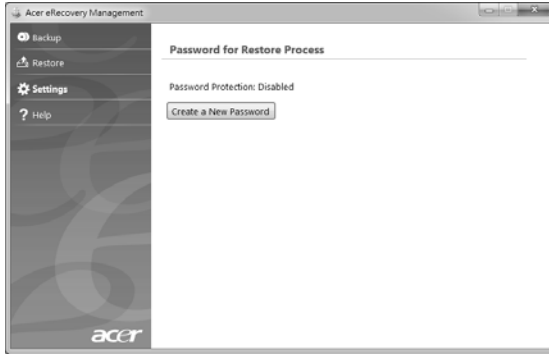 Acer eRecovery Management
Backup
Restore
Settings
Help
Password for Restore Process
Password Protection: Disabled
Create a New Password
acer